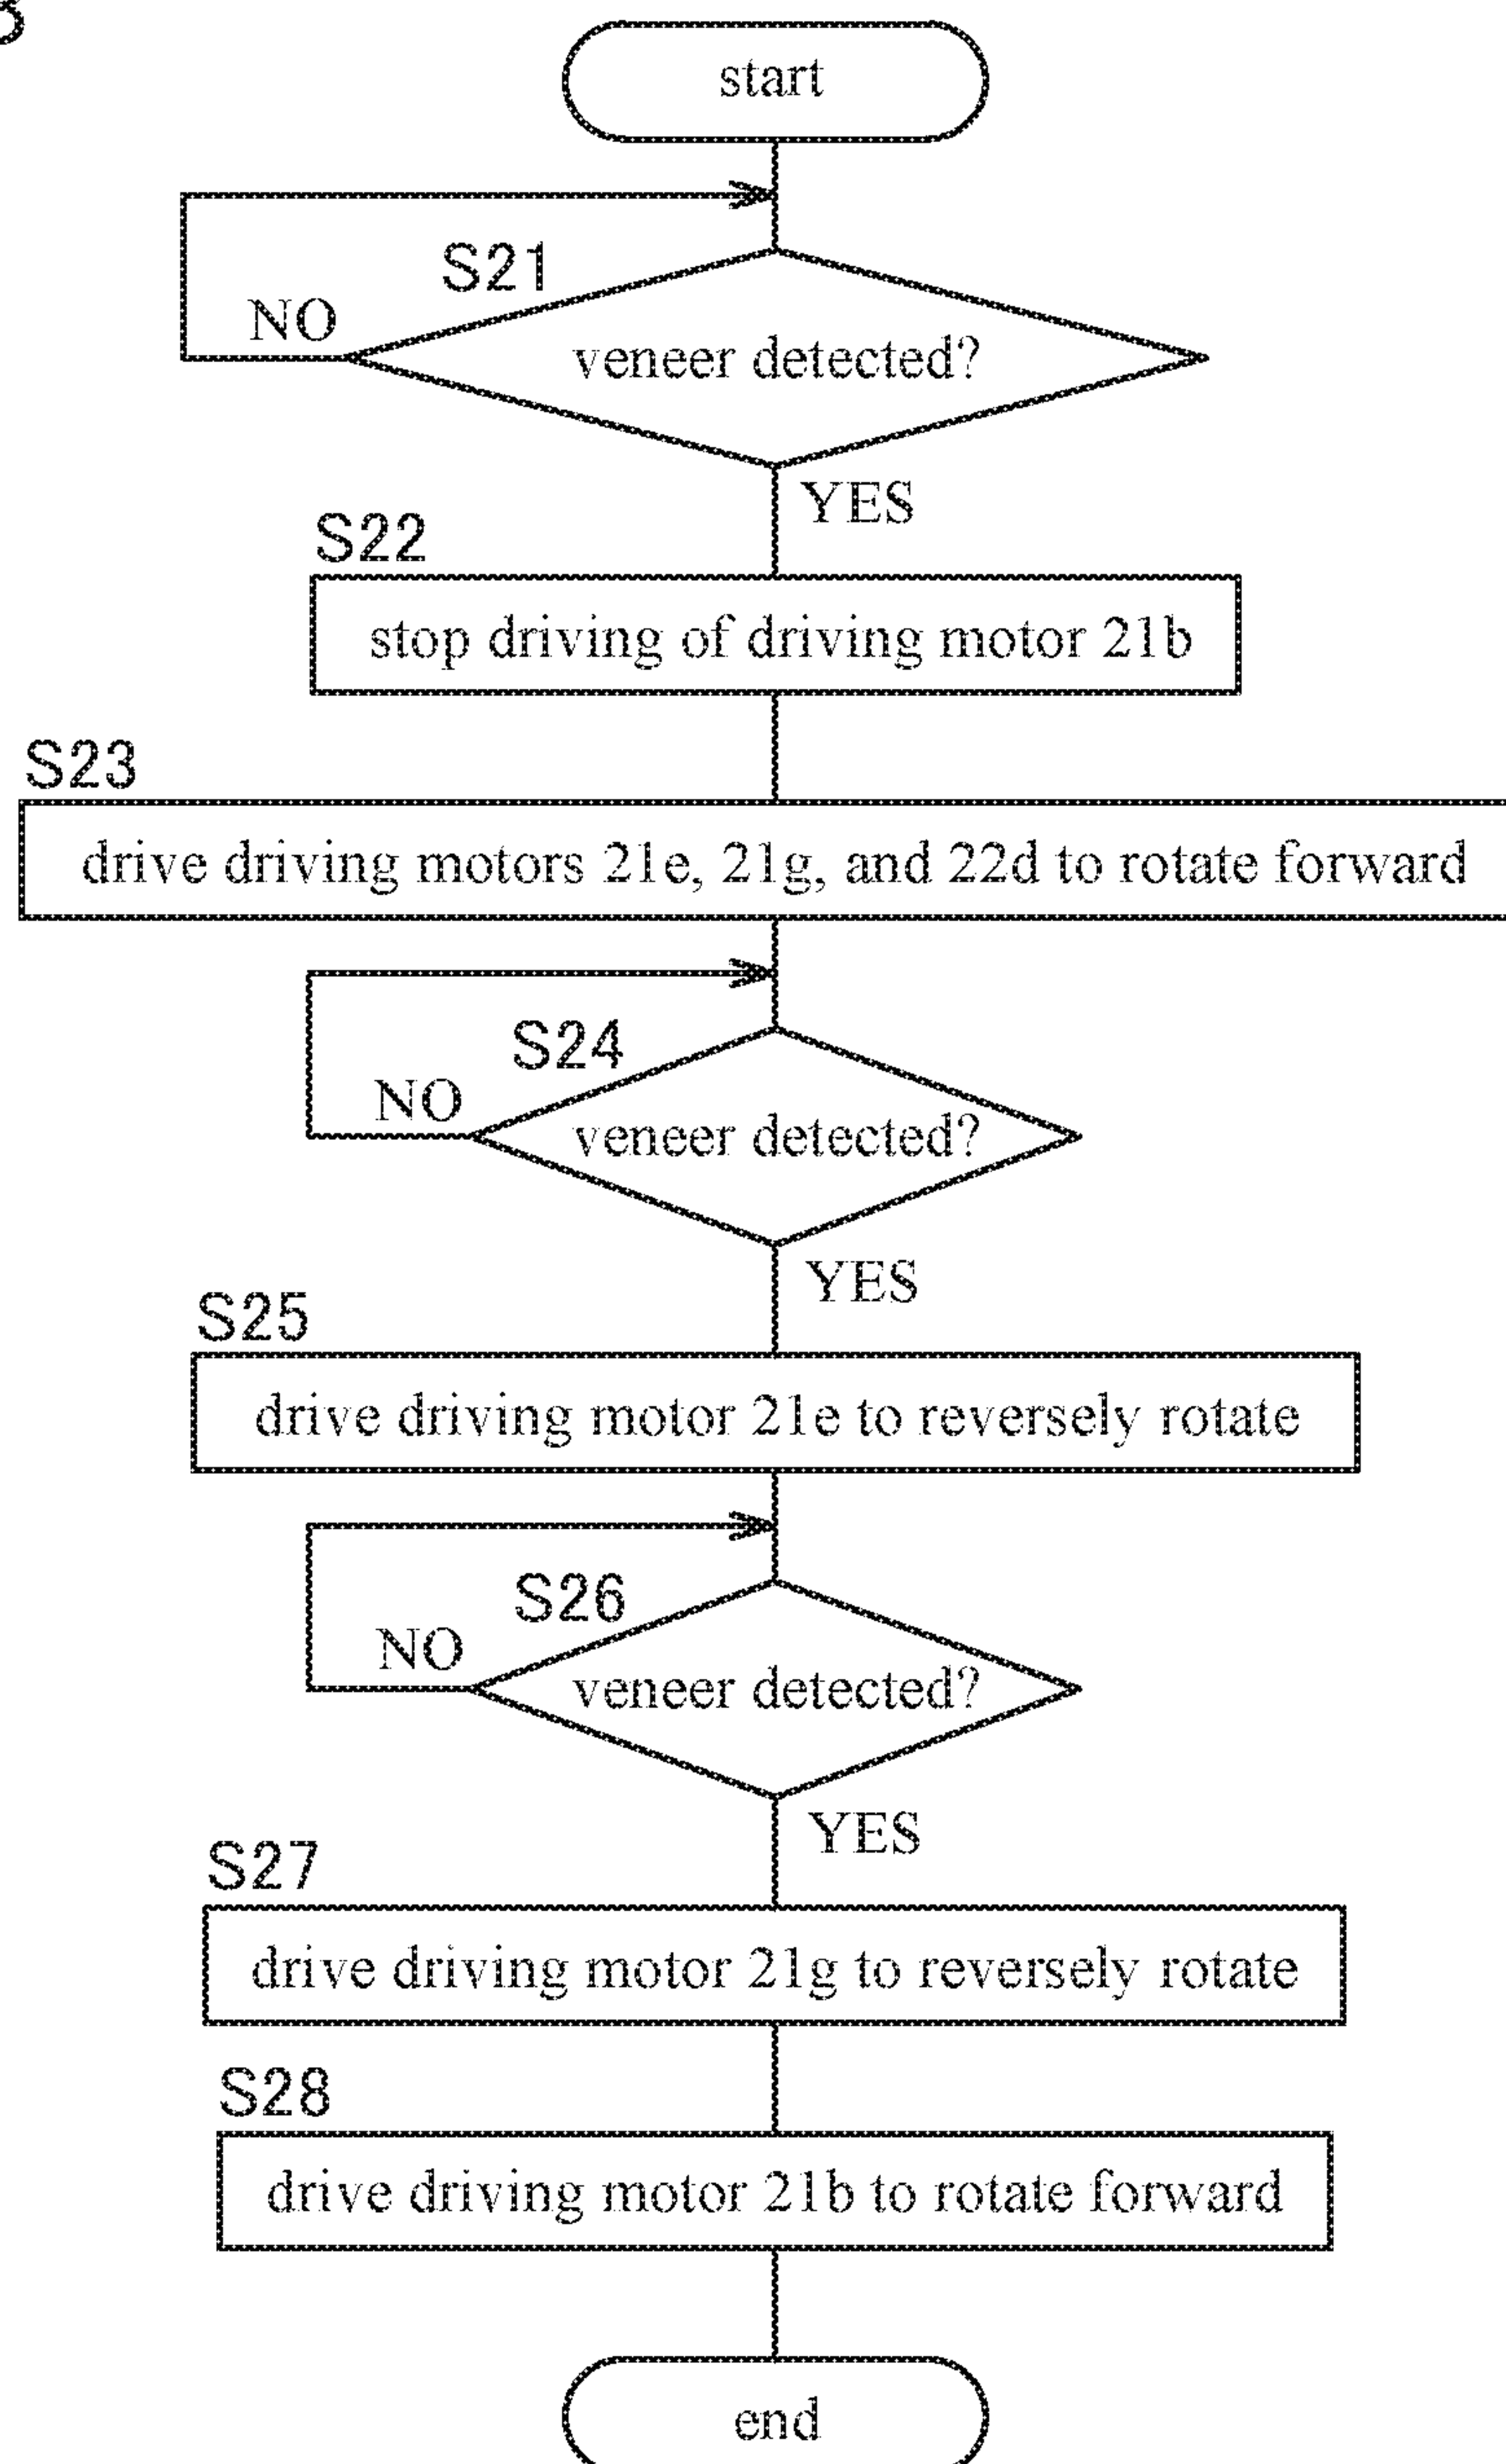 start
S21
NO
veneer detected?
YES
S22
stop driving of driving motor 21b
S23
drive driving motors 21e, 21g, and 22d to rotate forward
S24
NO
veneer detected?
YES
S25
drive driving motor 21e to reversely rotate
S26
NO
veneer detected?
YES
S27
drive driving motor 21g to reversely rotate
S28
drive driving motor 21b to rotate forward
end